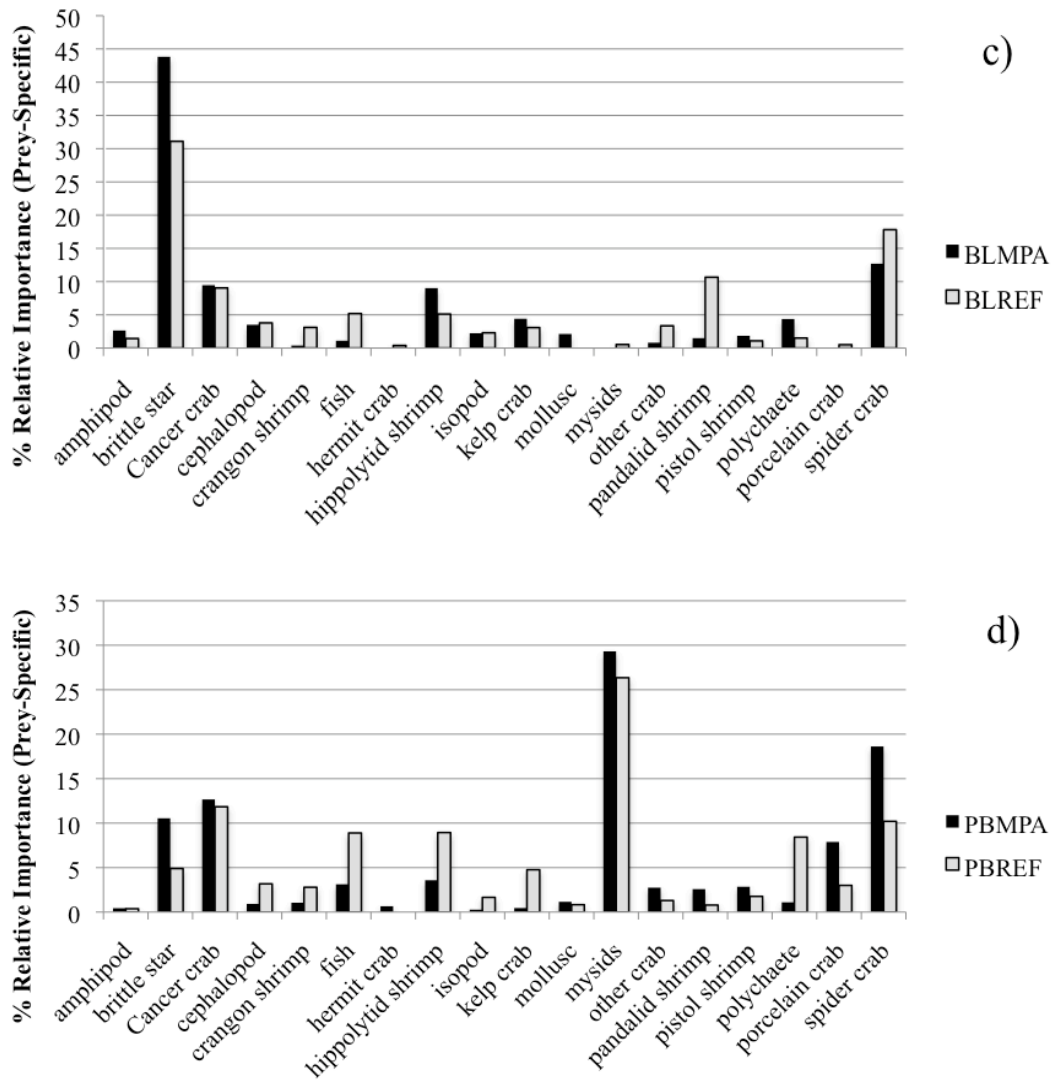 c)
% Relative Importance (Prey-Specific)
50
45
40
35
30
25
20
15
10
5
0
amphipod
brittle star
Cancer crab
cephalopod
crangon shrimp
fish
hermit crab
hippolytid shrimp
isopod
kelp crab
mollusc
mysids
other crab
pandalid shrimp
pistol shrimp
polychaete
porcelain crab
spider crab
BLMPA
BLREF
d)
% Relative Importance (Prey-Specific)
35
30
25
20
15
10
5
0
amphipod
brittle star
Cancer crab
cephalopod
crangon shrimp
fish
hermit crab
hippolytid shrimp
isopod
kelp crab
mollusc
mysids
other crab
pandalid shrimp
pistol shrimp
polychaete
porcelain crab
spider crab
PBMPA
PBREF